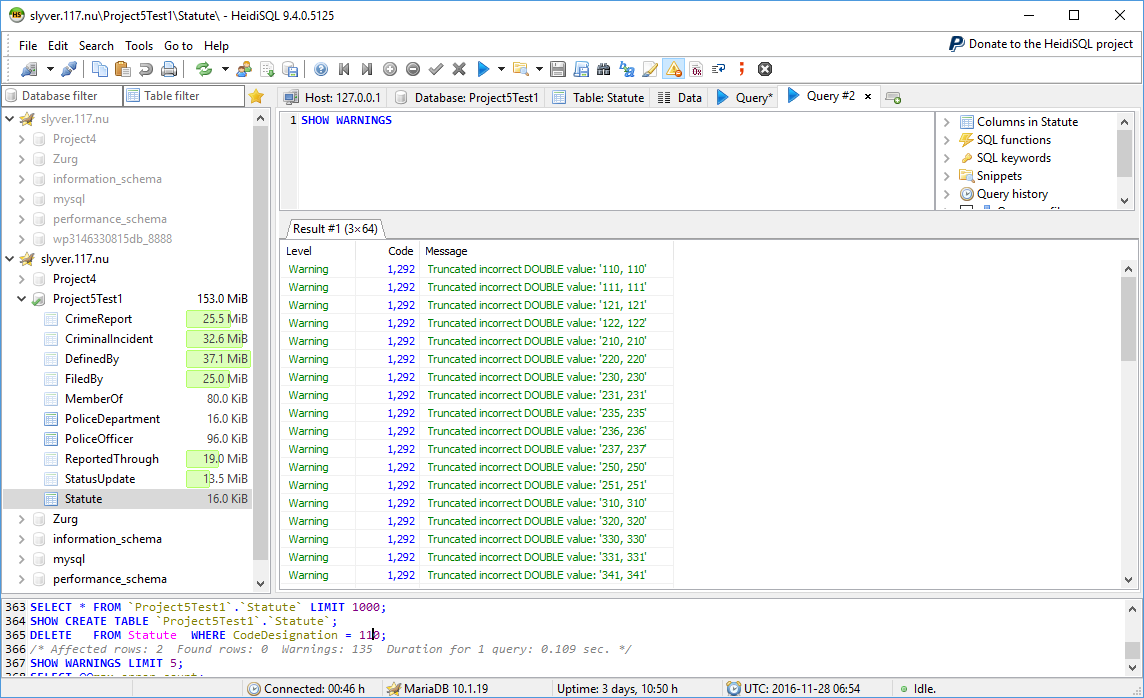 slyver.117.nu\Project5Test1\Statute\ - HeidiSQL 9.4.0.5125
File Edit Search Tools Go to Help
Donate to the HeidiSQL project
Database filter
Table filter
Host: 127.0.0.1
Database: Project5Test1
Table: Statute
Data
Query*
Query #2
slyver.117.nu
Project4
Zurg
information_schema
mysql
performance_schema
wp3146330815db_8888
slyver.117.nu
Project4
Project5Test1 153.0 MiB
CrimeReport 25.5 MiB
CriminalIncident 32.6 MiB
DefinedBy 37.1 MiB
FiledBy 25.0 MiB
MemberOf 80.0 KiB
PoliceDepartment 16.0 KiB
PoliceOfficer 96.0 KiB
ReportedThrough 19.0 MiB
StatusUpdate 13.5 MiB
Statute 16.0 KiB
Zurg
information_schema
mysql
performance_schema
1 SHOW WARNINGS
Columns in Statute
SQL functions
SQL keywords
Snippets
Query history
Result #1 (3×64)
Level Code Message
Warning 1,292 Truncated incorrect DOUBLE value: '110, 110'
Warning 1,292 Truncated incorrect DOUBLE value: '111, 111'
Warning 1,292 Truncated incorrect DOUBLE value: '121, 121'
Warning 1,292 Truncated incorrect DOUBLE value: '122, 122'
Warning 1,292 Truncated incorrect DOUBLE value: '210, 210'
Warning 1,292 Truncated incorrect DOUBLE value: '220, 220'
Warning 1,292 Truncated incorrect DOUBLE value: '230, 230'
Warning 1,292 Truncated incorrect DOUBLE value: '231, 231'
Warning 1,292 Truncated incorrect DOUBLE value: '235, 235'
Warning 1,292 Truncated incorrect DOUBLE value: '236, 236'
Warning 1,292 Truncated incorrect DOUBLE value: '237, 237'
Warning 1,292 Truncated incorrect DOUBLE value: '250, 250'
Warning 1,292 Truncated incorrect DOUBLE value: '251, 251'
Warning 1,292 Truncated incorrect DOUBLE value: '310, 310'
Warning 1,292 Truncated incorrect DOUBLE value: '320, 320'
Warning 1,292 Truncated incorrect DOUBLE value: '330, 330'
Warning 1,292 Truncated incorrect DOUBLE value: '331, 331'
Warning 1,292 Truncated incorrect DOUBLE value: '341, 341'
363 SELECT * FROM `Project5Test1`.`Statute` LIMIT 1000;
364 SHOW CREATE TABLE `Project5Test1`.`Statute`;
365 DELETE FROM Statute WHERE CodeDesignation = 110;
366 /* Affected rows: 2 Found rows: 0 Warnings: 135 Duration for 1 query: 0.109 sec. */
367 SHOW WARNINGS LIMIT 5;
Connected: 00:46 h
MariaDB 10.1.19
Uptime: 3 days, 10:50 h
UTC: 2016-11-28 06:54
Idle.